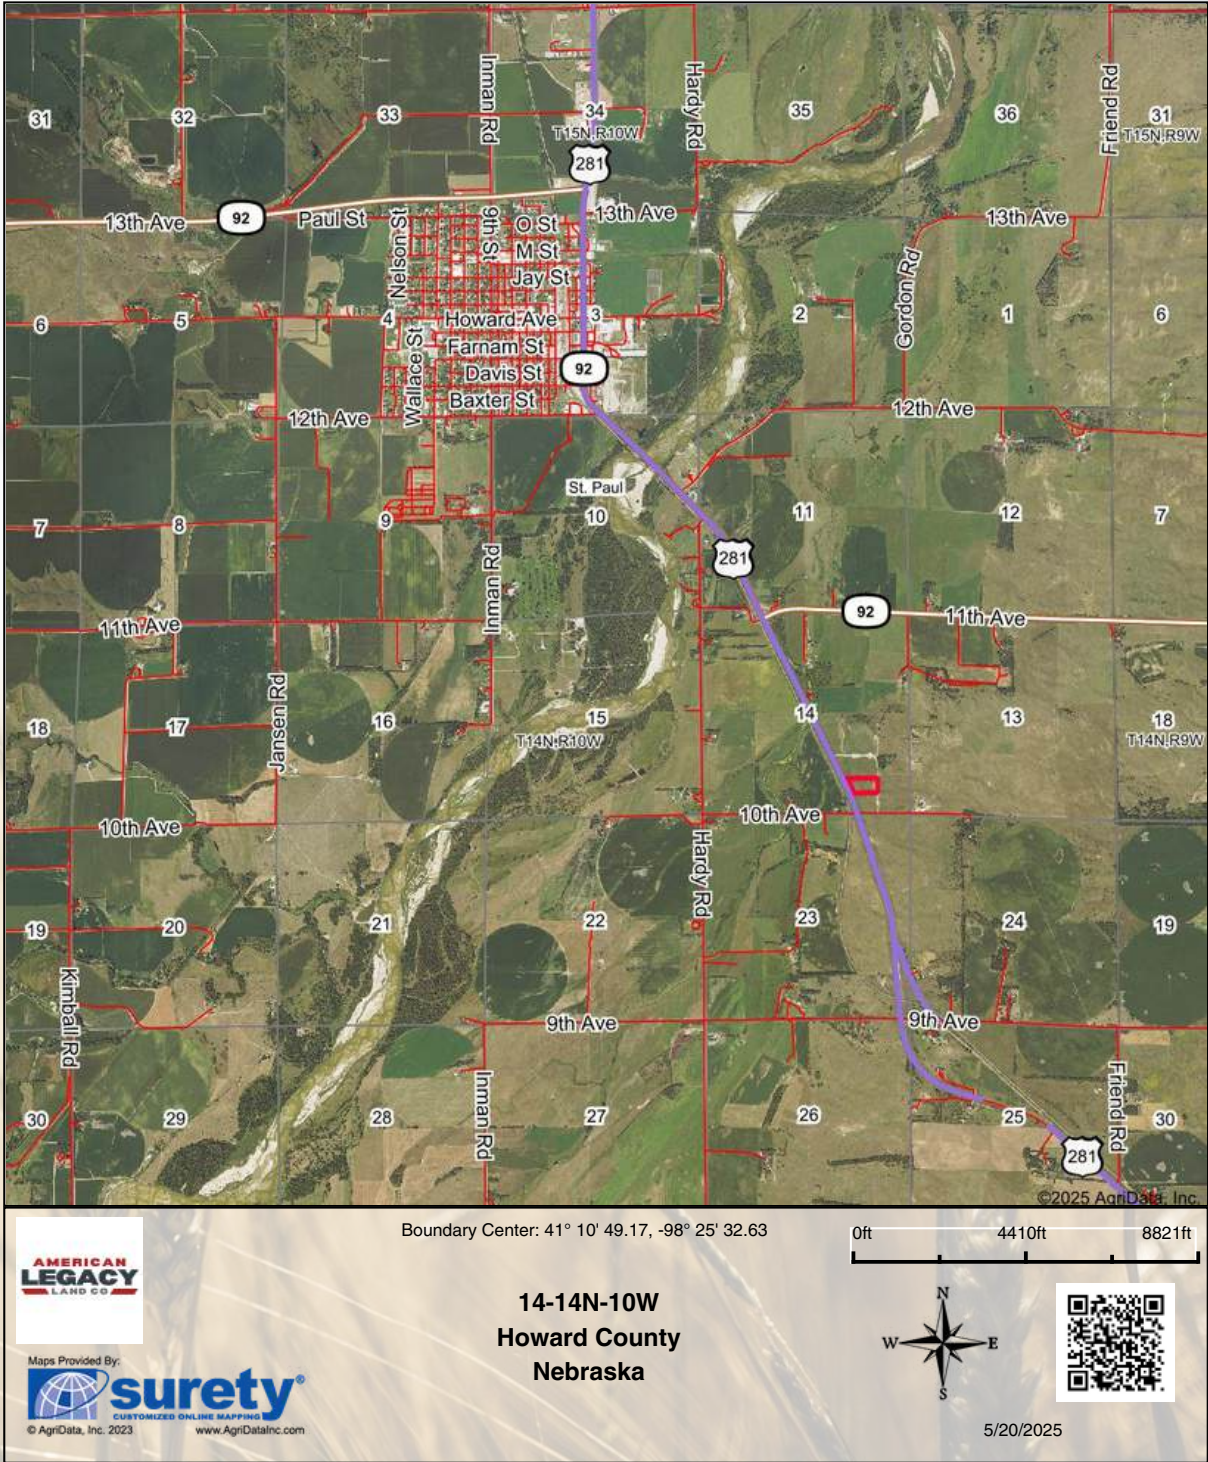 Inman Rd
Hardy Rd
Friend Rd
31
32
33
34
35
36
31
T15N,R10W
T15N,R9W
281
13th Ave
92
Paul St
Nelson St
9th St
O St
13th Ave
13th Ave
M St
Jay St
Gordon Rd
6
5
4
Howard Ave
3
2
1
6
Wallace St
Farnam St
Davis St
92
Baxter St
12th Ave
12th Ave
St. Paul
7
8
9
10
11
12
7
Inman Rd
281
92
11th Ave
11th Ave
Jansen Rd
18
17
16
15
14
13
18
T14N,R10W
T14N,R9W
10th Ave
10th Ave
Hardy Rd
19
20
21
22
23
24
19
Kimball Rd
9th Ave
9th Ave
Inman Rd
Friend Rd
30
29
28
27
26
25
30
281
©2025 AgriData, Inc.
Boundary Center: 41° 10' 49.17, -98° 25' 32.63
0ft 4410ft 8821ft
AMERICAN
LEGACY
LAND CO
14-14N-10W
Howard County
Nebraska
N
W E
S
Maps Provided By:
surety®
CUSTOMIZED ONLINE MAPPING
© AgriData, Inc. 2023 www.AgriDataInc.com
5/20/2025